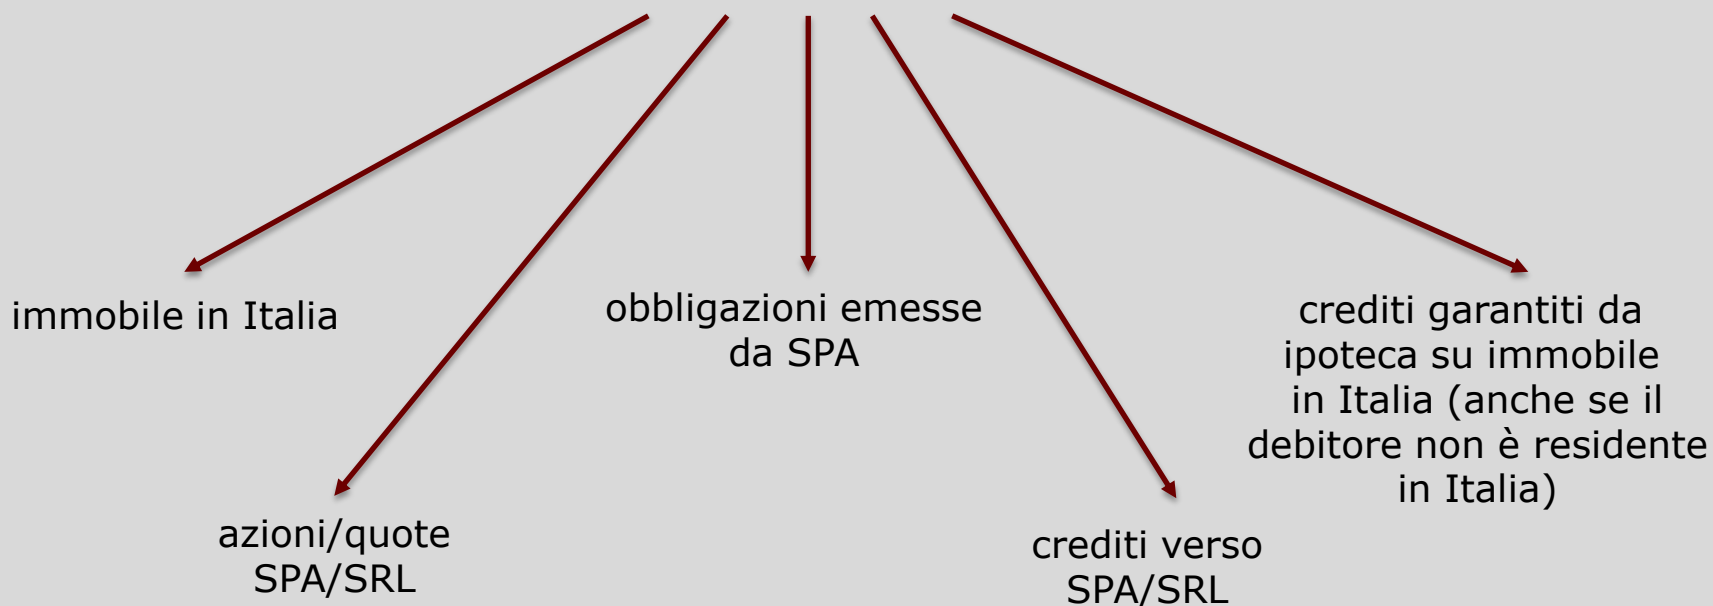 immobile in Italia
azioni/quote
SPA/SRL
obbligazioni emesse
da SPA
crediti verso
SPA/SRL
crediti garantiti da
ipoteca su immobile
in Italia (anche se il
debitore non è residente
in Italia)